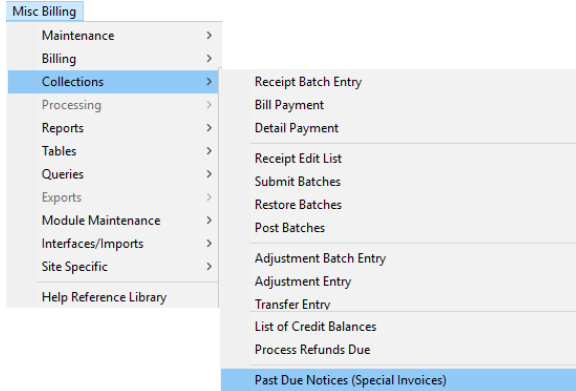 Misc Billing
Maintenance
Billing
Collections
Processing
Reports
Tables
Queries
Exports
Module Maintenance
Interfaces/Imports
Site Specific
Help Reference Library
Receipt Batch Entry
Bill Payment
Detail Payment
Receipt Edit List
Submit Batches
Restore Batches
Post Batches
Adjustment Batch Entry
Adjustment Entry
Transfer Entry
List of Credit Balances
Process Refunds Due
Past Due Notices (Special Invoices)